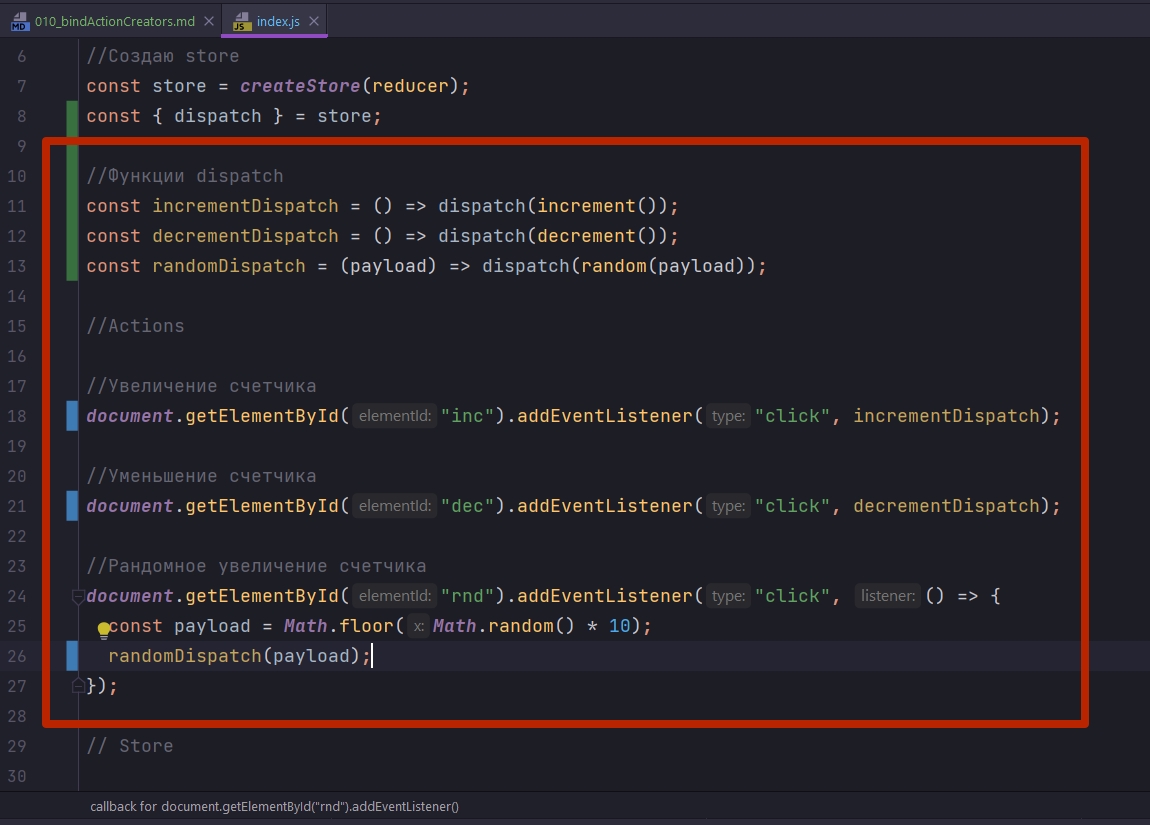 010_bindActionCreators.md index.js
6 //Создаю store
7 const store = createStore(reducer);
8 const { dispatch } = store;
9
10 //Функции dispatch
11 const incrementDispatch = () => dispatch(increment());
12 const decrementDispatch = () => dispatch(decrement());
13 const randomDispatch = (payload) => dispatch(random(payload));
14
15 //Actions
16
17 //Увеличение счетчика
18 document.getElementById( elementId: "inc").addEventListener( type: "click", incrementDispatch);
19
20 //Уменьшение счетчика
21 document.getElementById( elementId: "dec").addEventListener( type: "click", decrementDispatch);
22
23 //Рандомное увеличение счетчика
24 document.getElementById( elementId: "rnd").addEventListener( type: "click", listener: () => {
25 const payload = Math.floor( x: Math.random() * 10);
26 randomDispatch(payload);
27 });
28
29 // Store
30
callback for document.getElementById("rnd").addEventListener()